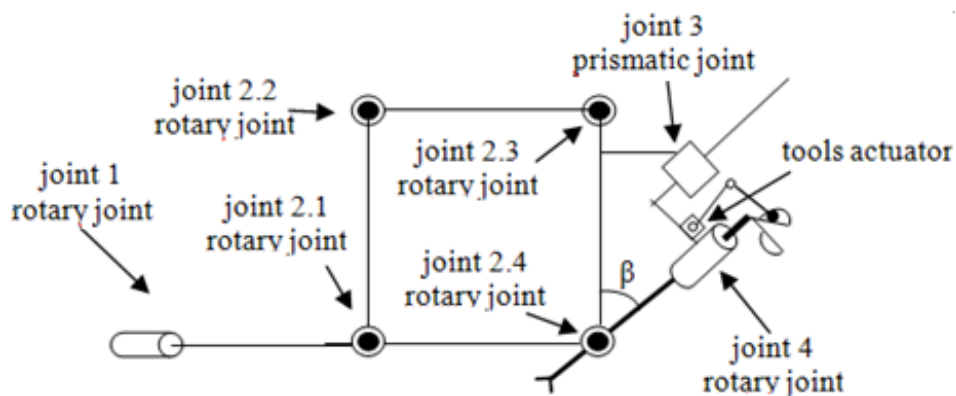 joint 3
prismatic joint
joint 2.2
rotary joint
joint 2.3
rotary joint
tools actuator
joint 1
rotary joint
joint 2.1
rotary joint
joint 2.4
rotary joint
β
joint 4
rotary joint